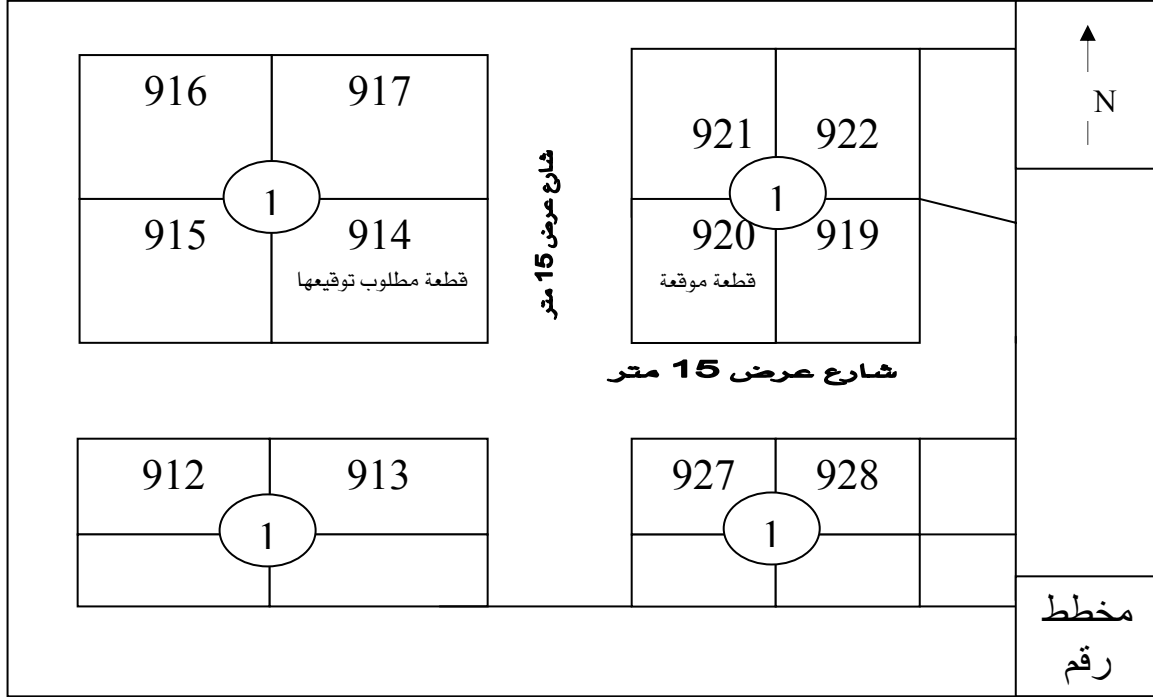 916
917
921
922
N
1
1
915
914
920
919
قطعة مطلوب توقيعها
قطعة موقعة
شارع عرض 15 متر
شارع عرض 15 متر
912
913
927
928
1
1
مخطط
رقم